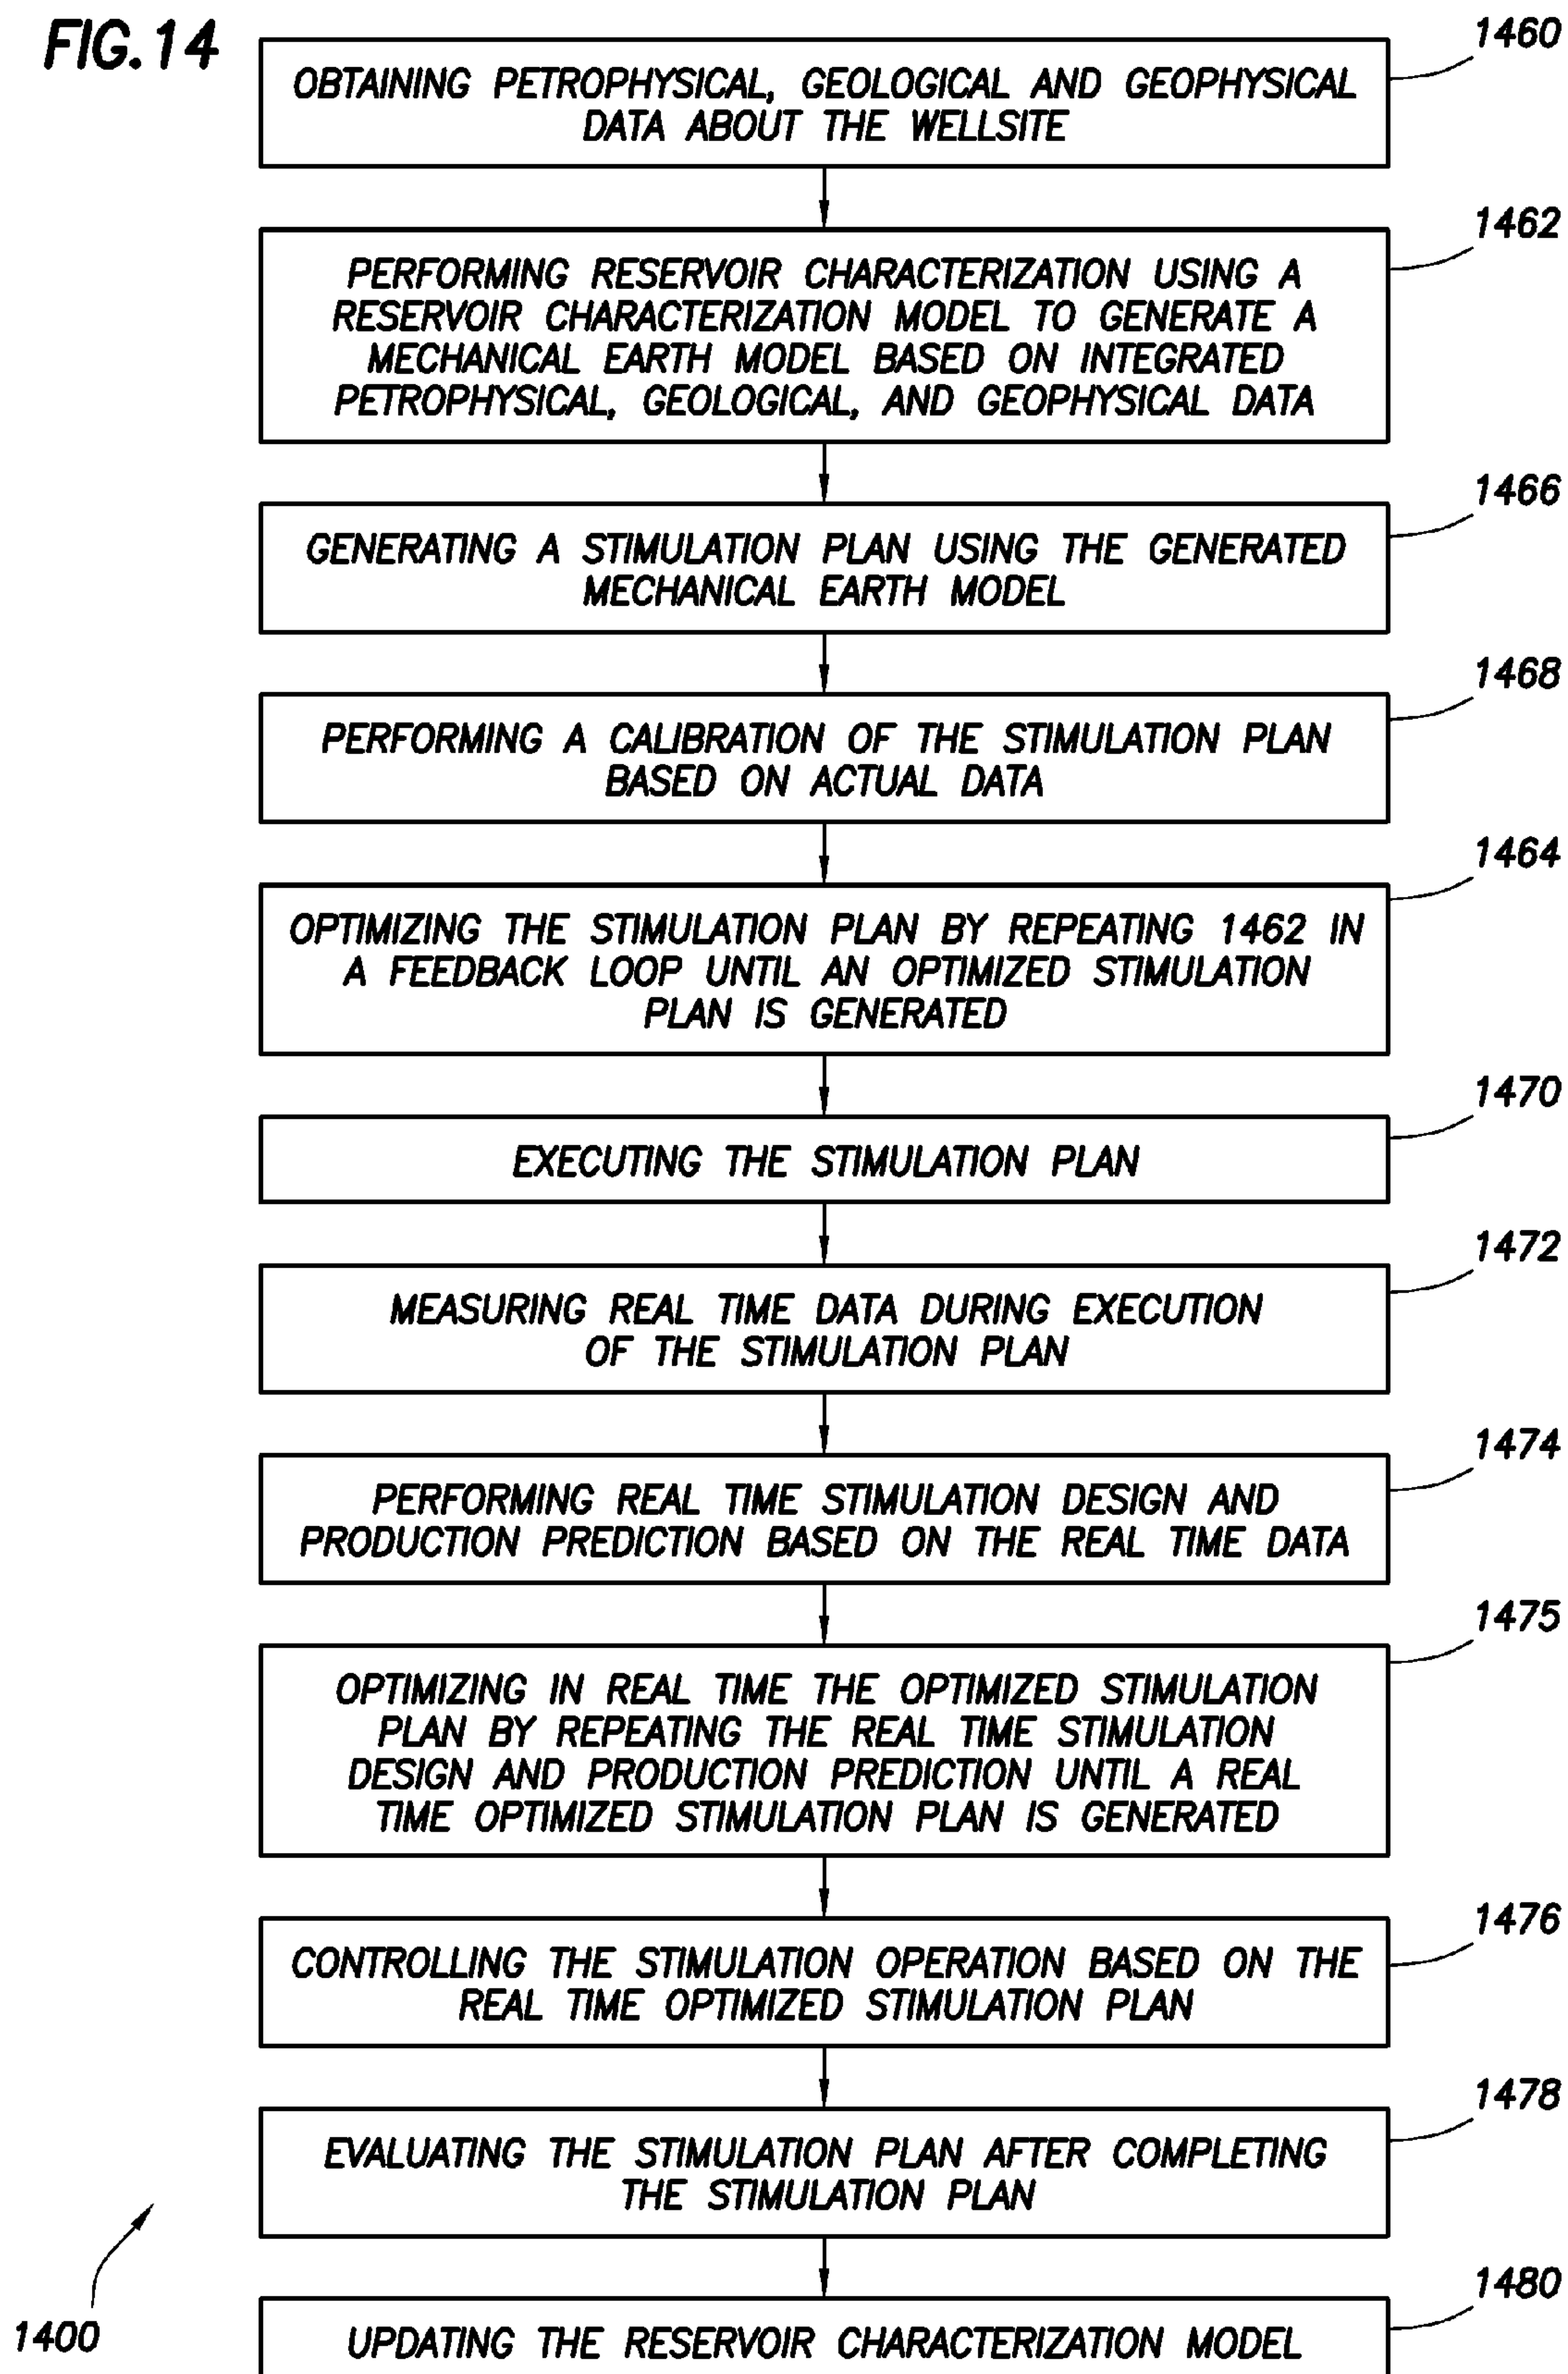 FIG.14
1460
OBTAINING PETROPHYSICAL, GEOLOGICAL AND GEOPHYSICAL
DATA ABOUT THE WELLSITE
1462
PERFORMING RESERVOIR CHARACTERIZATION USING A
RESERVOIR CHARACTERIZATION MODEL TO GENERATE A
MECHANICAL EARTH MODEL BASED ON INTEGRATED
PETROPHYSICAL, GEOLOGICAL, AND GEOPHYSICAL DATA
1466
GENERATING A STIMULATION PLAN USING THE GENERATED
MECHANICAL EARTH MODEL
1468
PERFORMING A CALIBRATION OF THE STIMULATION PLAN
BASED ON ACTUAL DATA
1464
OPTIMIZING THE STIMULATION PLAN BY REPEATING 1462 IN
A FEEDBACK LOOP UNTIL AN OPTIMIZED STIMULATION
PLAN IS GENERATED
1470
EXECUTING THE STIMULATION PLAN
1472
MEASURING REAL TIME DATA DURING EXECUTION
OF THE STIMULATION PLAN
1474
PERFORMING REAL TIME STIMULATION DESIGN AND
PRODUCTION PREDICTION BASED ON THE REAL TIME DATA
1475
OPTIMIZING IN REAL TIME THE OPTIMIZED STIMULATION
PLAN BY REPEATING THE REAL TIME STIMULATION
DESIGN AND PRODUCTION PREDICTION UNTIL A REAL
TIME OPTIMIZED STIMULATION PLAN IS GENERATED
1476
CONTROLLING THE STIMULATION OPERATION BASED ON THE
REAL TIME OPTIMIZED STIMULATION PLAN
1478
EVALUATING THE STIMULATION PLAN AFTER COMPLETING
THE STIMULATION PLAN
1480
UPDATING THE RESERVOIR CHARACTERIZATION MODEL
1400